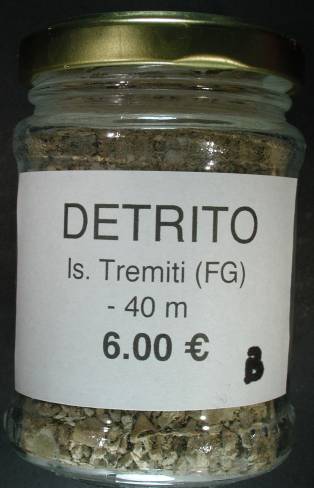 DETRITO
Is. Tremiti (FG)
- 40 m
6.00 €
B